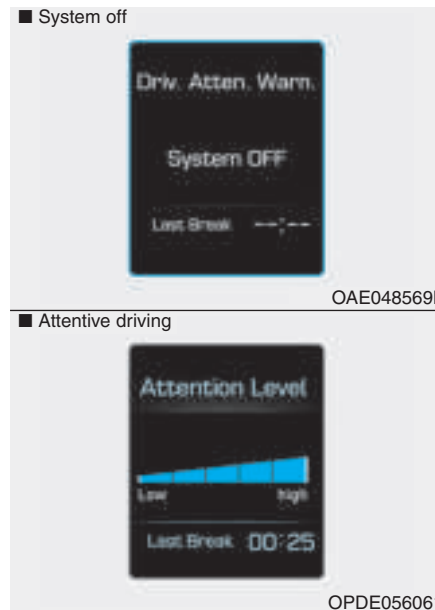 ■ System off
Driv. Atten. Warn.
System OFF
Last Break --:--
OAE048569
■ Attentive driving
Attention Level
Low high
Last Break 00:25
OPDE05606